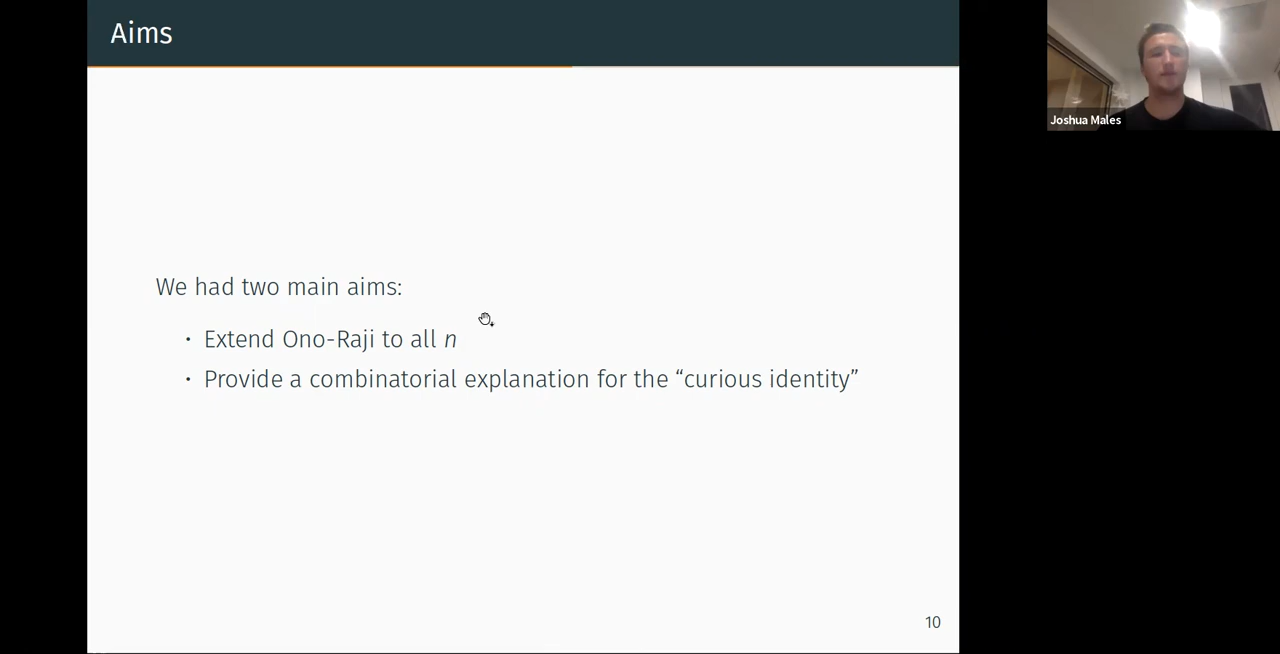 Aims
Joshua Males
We had two main aims:
• Extend Ono-Raji to all n
• Provide a combinatorial explanation for the “curious identity”
10